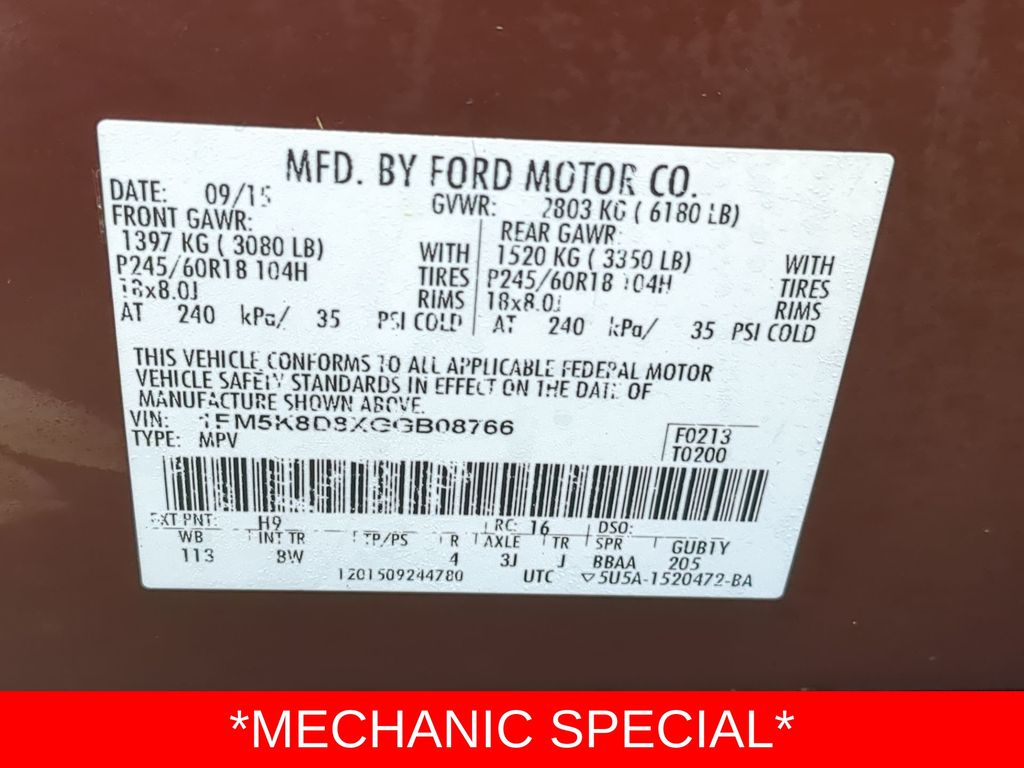 MFD. BY FORD MOTOR CO.
DATE: 09/15 GVWR: 2803 KG ( 6180 LB)
FRONT GAWR: REAR GAWR:
1397 KG ( 3080 LB) WITH 1520 KG ( 3350 LB) WITH
P245/60R18 104H TIRES P245/60R18 104H TIRES
18x8.0J RIMS 18x8.0J RIMS
AT 240 kPa/ 35 PSI COLD AT 240 kPa/ 35 PSI COLD
THIS VEHICLE CONFORMS TO ALL APPLICABLE FEDERAL MOTOR
VEHICLE SAFETY STANDARDS IN EFFECT ON THE DATE OF
MANUFACTURE SHOWN ABOVE.
VIN: 1FM5K8D8XGGB08766
TYPE: MPV
F0213
T0200
EXT PNT: H9 RC: 16 DSO:
WB INT TR TP/PS R AXLE TR SPR GUB1Y
113 8W 4 3J J BBAA 205
1201509244780 UTC ▽5U5A-1520472-BA
*MECHANIC SPECIAL*